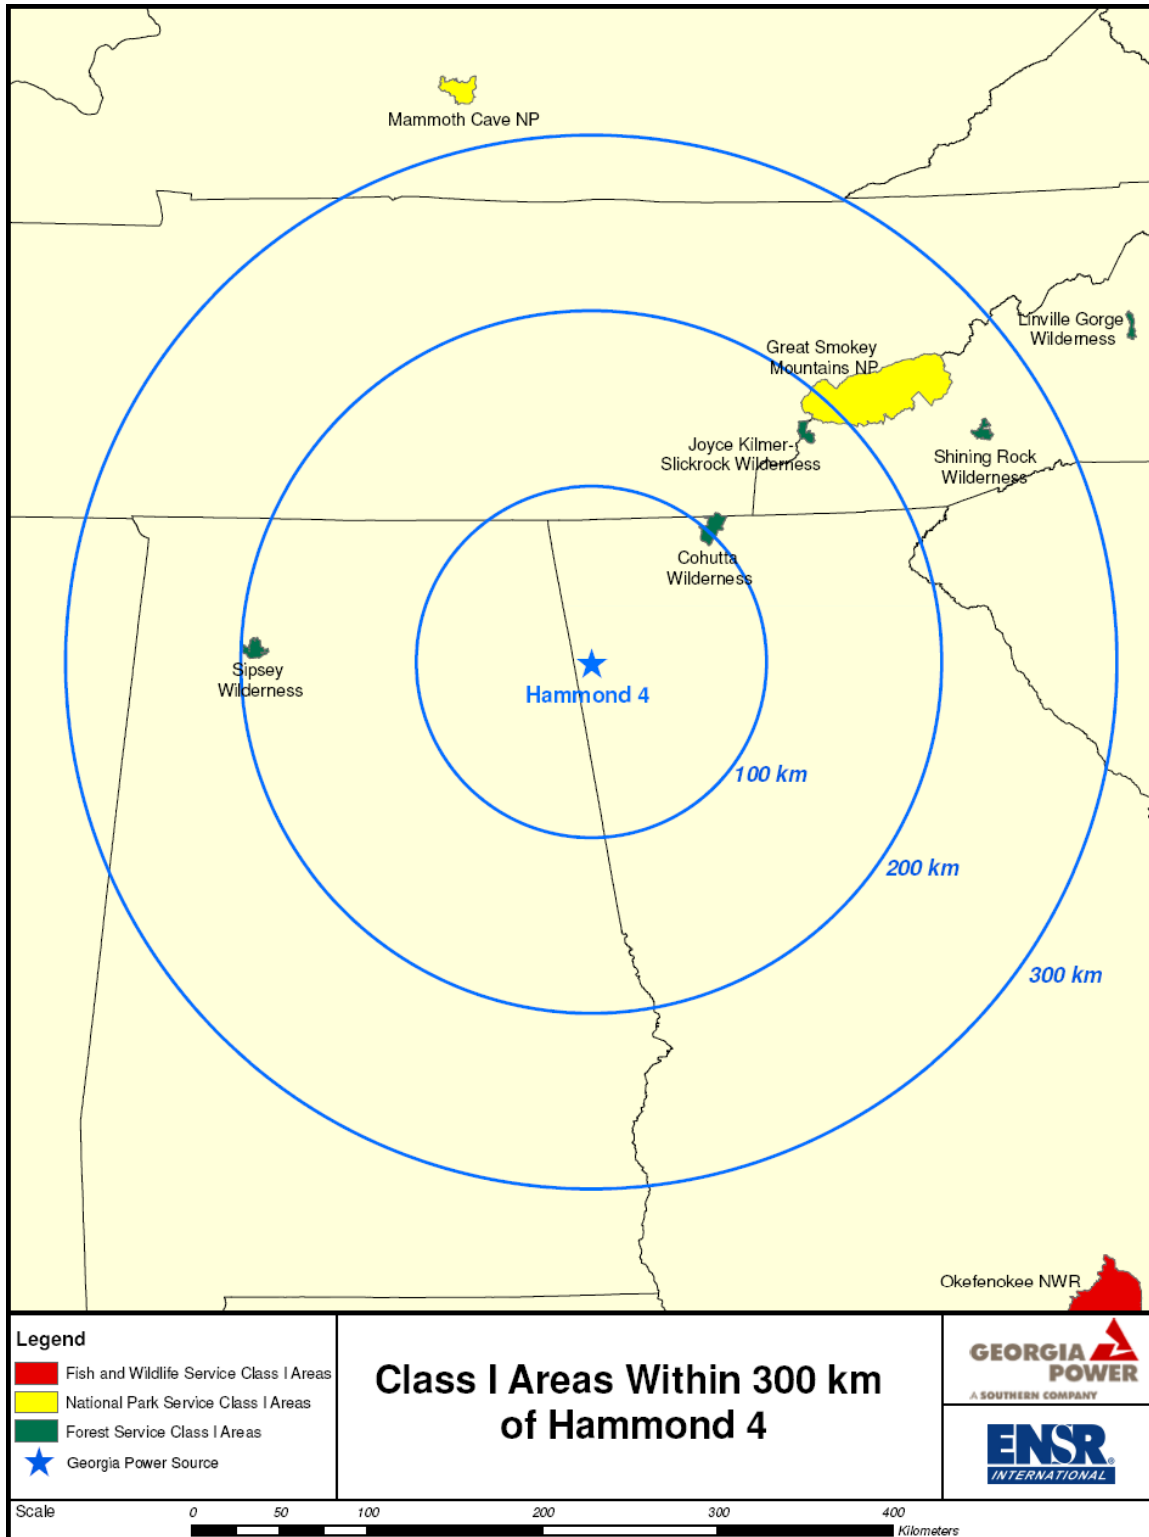 Mammoth Cave NP
Linville Gorge
Wilderness
Great Smokey
Mountains NP
Joyce Kilmer-
Slickrock Wilderness
Shining Rock
Wilderness
Cohutta
Wilderness
Sipsey
Wilderness
Hammond 4
100 km
200 km
300 km
Okefenokee NWR
Legend
Fish and Wildlife Service Class I Areas
National Park Service Class I Areas
Forest Service Class I Areas
Georgia Power Source
Class I Areas Within 300 km
of Hammond 4
GEORGIA
POWER
A SOUTHERN COMPANY
ENSR®
INTERNATIONAL
Scale
0 50 100 200 300 400
Kilometers